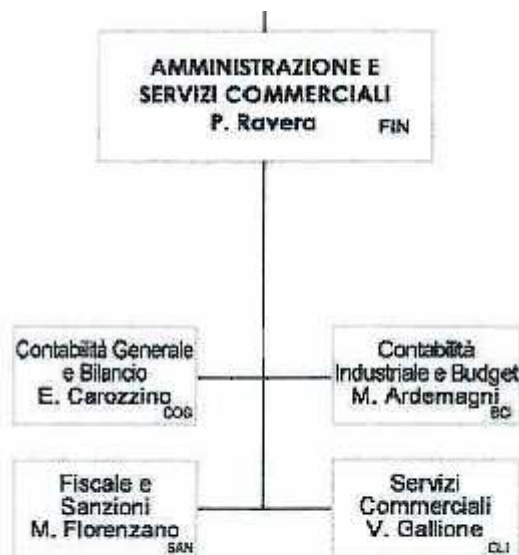 AMMINISTRAZIONE E
SERVIZI COMMERCIALI
P. Ravera
FIN
Contabilità Generale
e Bilancio
E. Carozzino
COG
Contabilità
Industriale e Budget
M. Ardemagni
BCI
Fiscale e
Sanzioni
M. Florenzano
SAN
Servizi
Commerciali
V. Gallione
CLI